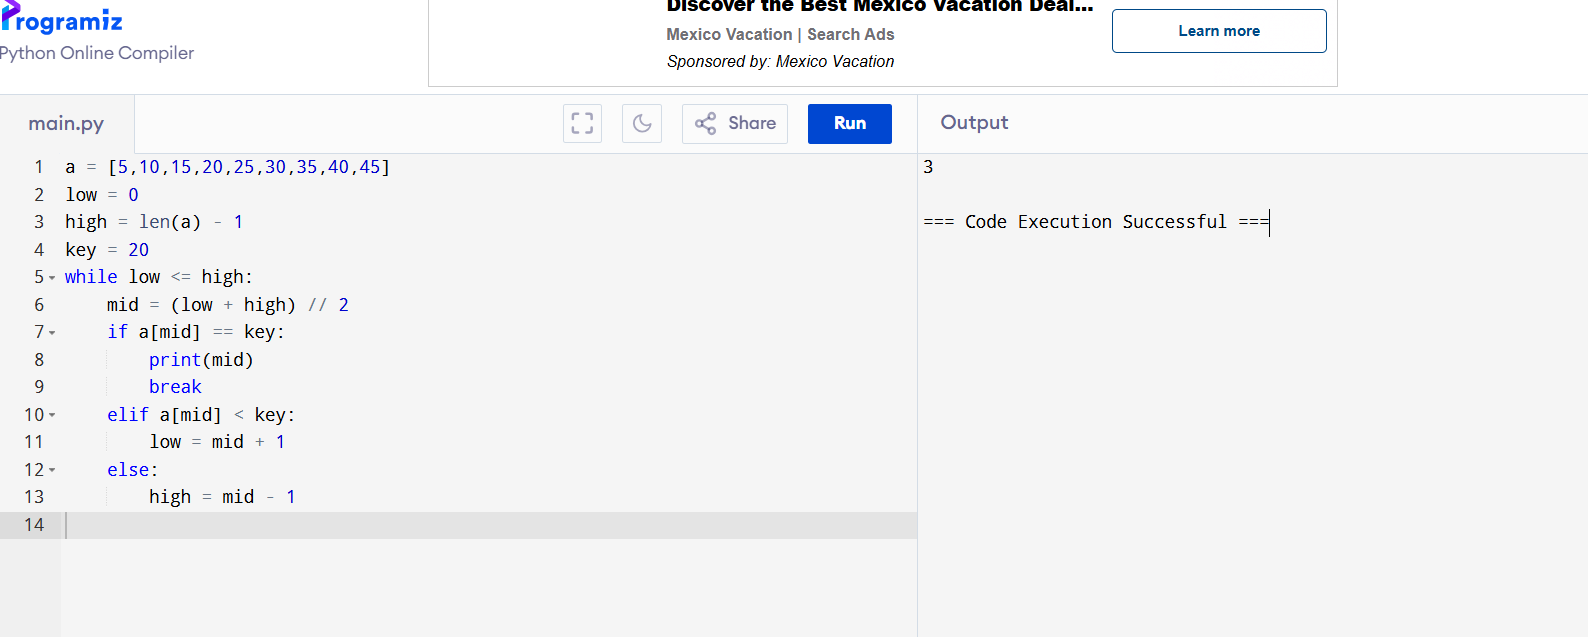 Programiz
Python Online Compiler
Discover the Best Mexico Vacation Deal...
Mexico Vacation | Search Ads
Sponsored by: Mexico Vacation
Learn more
main.py
Share
Run
Output
1 a = [5,10,15,20,25,30,35,40,45]
2 low = 0
3 high = len(a) - 1
4 key = 20
5 while low <= high:
6     mid = (low + high) // 2
7     if a[mid] == key:
8         print(mid)
9         break
10     elif a[mid] < key:
11         low = mid + 1
12     else:
13         high = mid - 1
14
3
=== Code Execution Successful ===